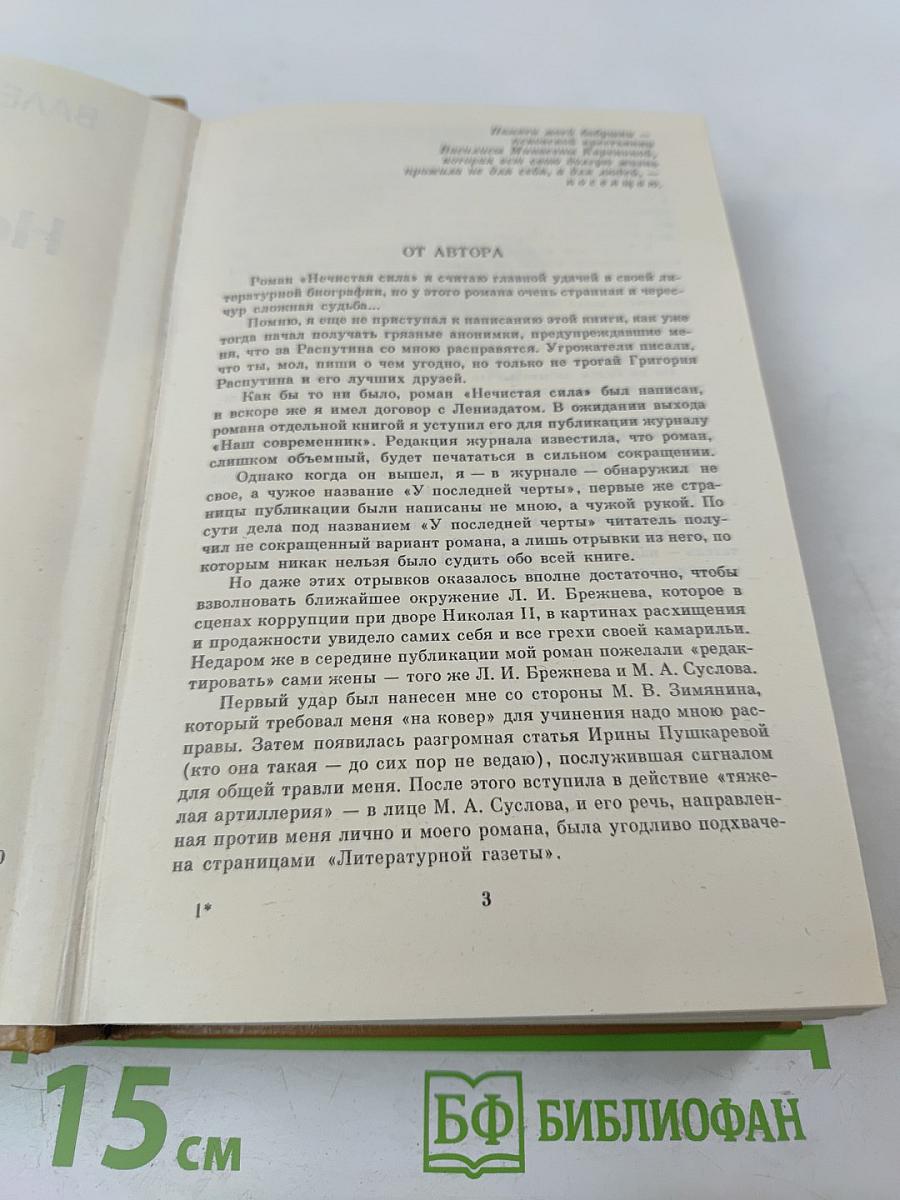 ВАЛЕ
Не
Памяти моей бабушки —
псковской крестьянки
Василисы Минаевны Карениной,
которая всю свою долгую жизнь
прожила не для себя, а для людей, —
посвящаю.
ОТ АВТОРА
Роман «Нечистая сила» я считаю главной удачей в своей ли-
тературной биографии, но у этого романа очень странная и черес-
чур сложная судьба...
Помню, я еще не приступал к написанию этой книги, как уже
тогда начал получать грязные анонимки, предупреждавшие ме-
ня, что за Распутина со мною расправятся. Угрожатели писали,
что ты, мол, пиши о чем угодно, но только не трогай Григория
Распутина и его лучших друзей.
Как бы то ни было, роман «Нечистая сила» был написан,
и вскоре же я имел договор с Лениздатом. В ожидании выхода
романа отдельной книгой я уступил его для публикации журналу
«Наш современник». Редакция журнала известила, что роман,
слишком объемный, будет печататься в сильном сокращении.
Однако когда он вышел, я — в журнале — обнаружил не
свое, а чужое название «У последней черты», первые же стра-
ницы публикации были написаны не мною, а чужой рукой. По
сути дела под названием «У последней черты» читатель полу-
чил не сокращенный вариант романа, а лишь отрывки из него, по
которым никак нельзя было судить обо всей книге.
Но даже этих отрывков оказалось вполне достаточно, чтобы
взволновать ближайшее окружение Л. И. Брежнева, которое в
сценах коррупции при дворе Николая II, в картинах расхищения
и продажности увидело самих себя и все грехи своей камарильи.
Недаром же в середине публикации мой роман пожелали «редак-
тировать» сами жены — того же Л. И. Брежнева и М. А. Суслова.
Первый удар был нанесен мне со стороны М. В. Зимянина,
который требовал меня «на ковер» для учинения надо мною рас-
правы. Затем появилась разгромная статья Ирины Пушкаревой
(кто она такая — до сих пор не ведаю), послужившая сигналом
для общей травли меня. После этого вступила в действие «тяже-
лая артиллерия» — в лице М. А. Суслова, и его речь, направлен-
ная против меня лично и моего романа, была угодливо подхваче-
на страницами «Литературной газеты».
1*
3
15 см
БФ БИБЛИОФАН